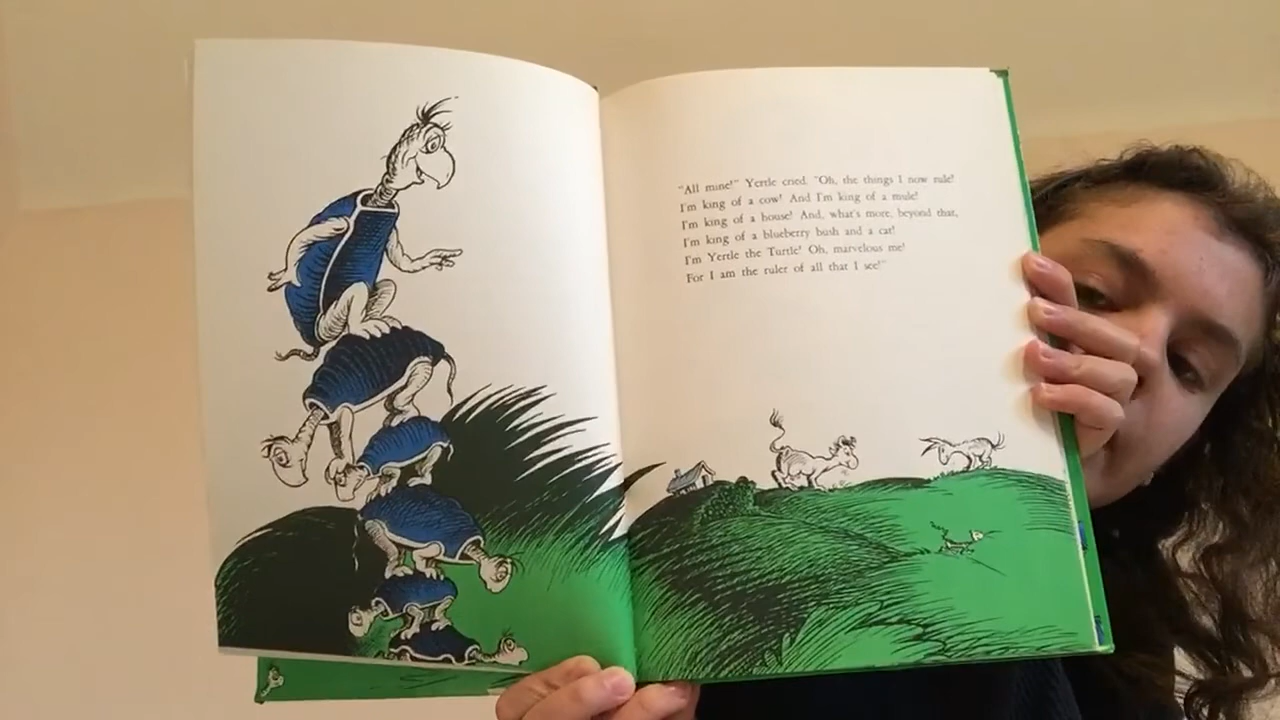 "All mine!" Yertle cried. "Oh, the things I now rule!
I'm king of a cow! And I'm king of a mule!
I'm king of a house! And, what's more, beyond that,
I'm king of a blueberry bush and a cat!
I'm Yertle the Turtle! Oh, marvelous me!
For I am the ruler of all that I see!"